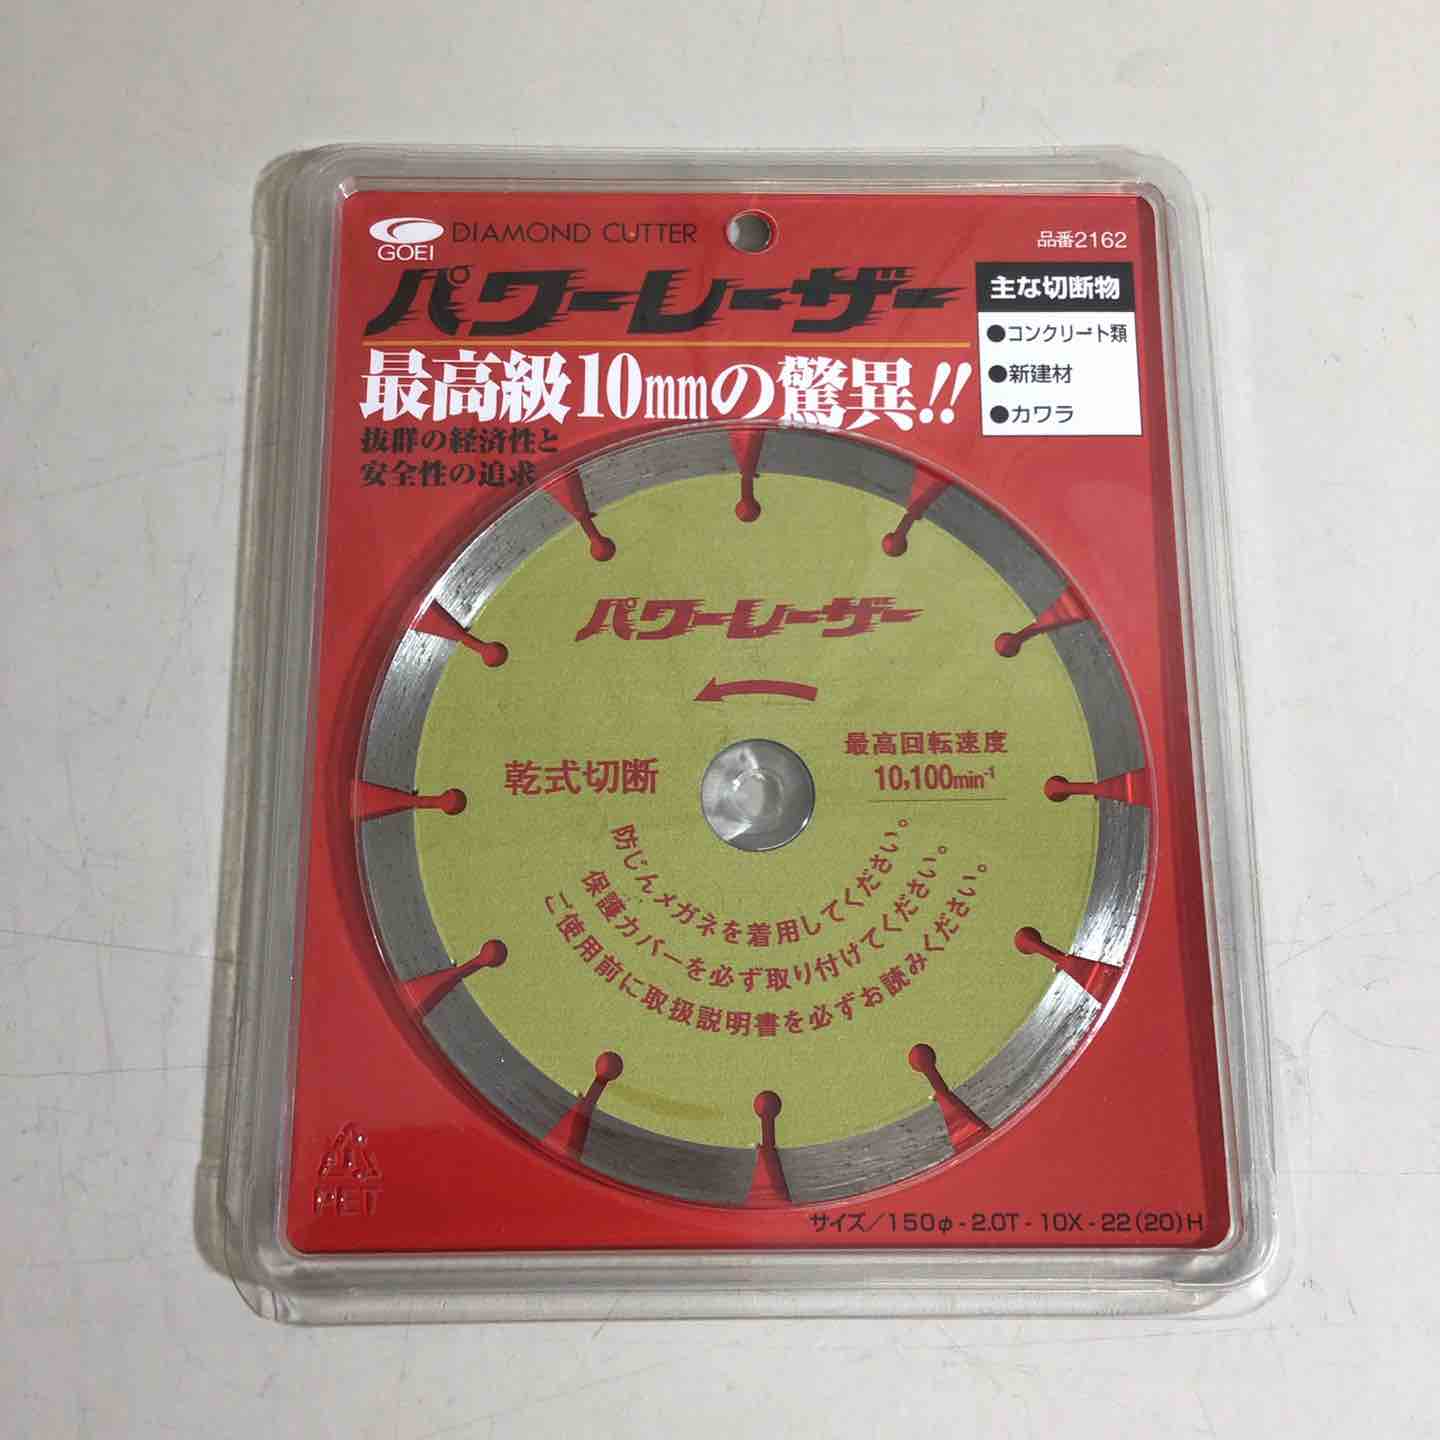 GOEI
DIAMOND CUTTER
品番2162
パワーレーザー
主な切断物
●コンクリート類
●新建材
●カワラ
最高級10mmの驚異!!
抜群の経済性と
安全性の追求
パワーレーザー
乾式切断
最高回転速度
10,100min⁻¹
防じんメガネを着用してください。
保護カバーを必ず取り付けてください。
ご使用前に取扱説明書を必ずお読みください。
PET
サイズ/150φ-2.0T-10X-22(20)H